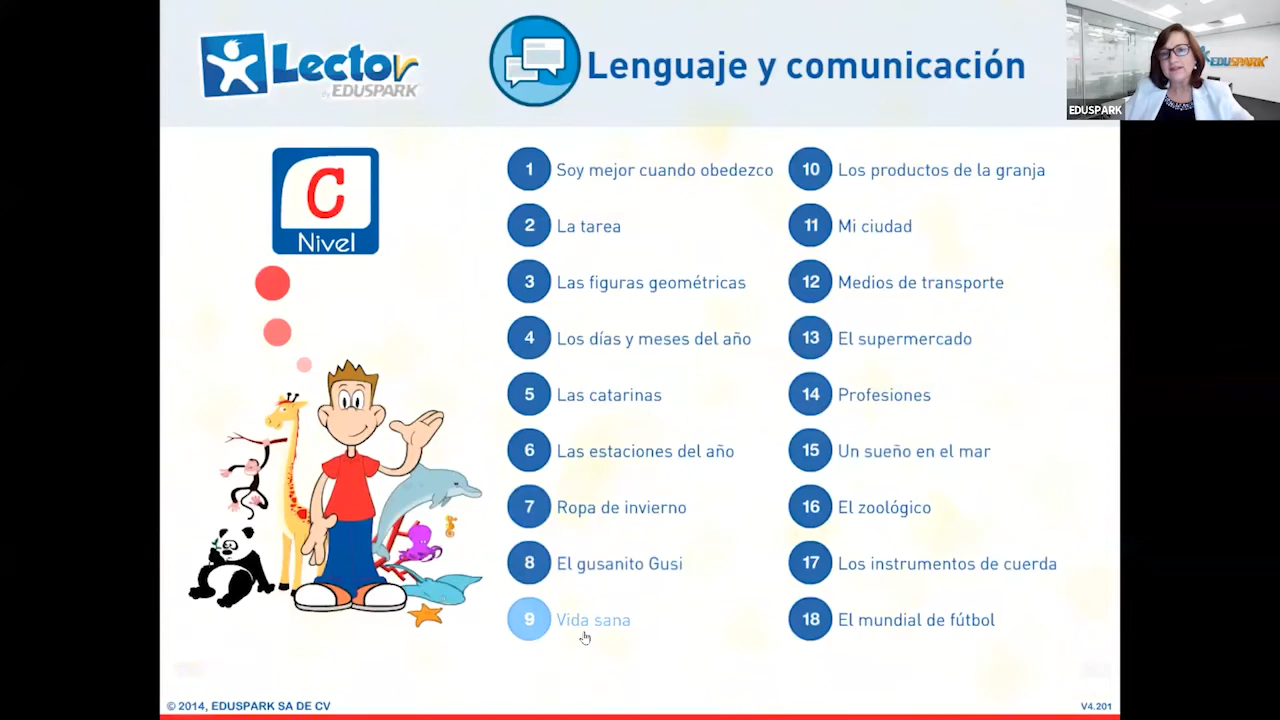 Lector
by EDUSPARK
Lenguaje y comunicación
EDUSPARK
EDUSPARK
C
Nivel
1 Soy mejor cuando obedezco
2 La tarea
3 Las figuras geométricas
4 Los días y meses del año
5 Las catarinas
6 Las estaciones del año
7 Ropa de invierno
8 El gusanito Gusi
9 Vida sana
10 Los productos de la granja
11 Mi ciudad
12 Medios de transporte
13 El supermercado
14 Profesiones
15 Un sueño en el mar
16 El zoológico
17 Los instrumentos de cuerda
18 El mundial de fútbol
© 2014, EDUSPARK SA DE CV
V4.201